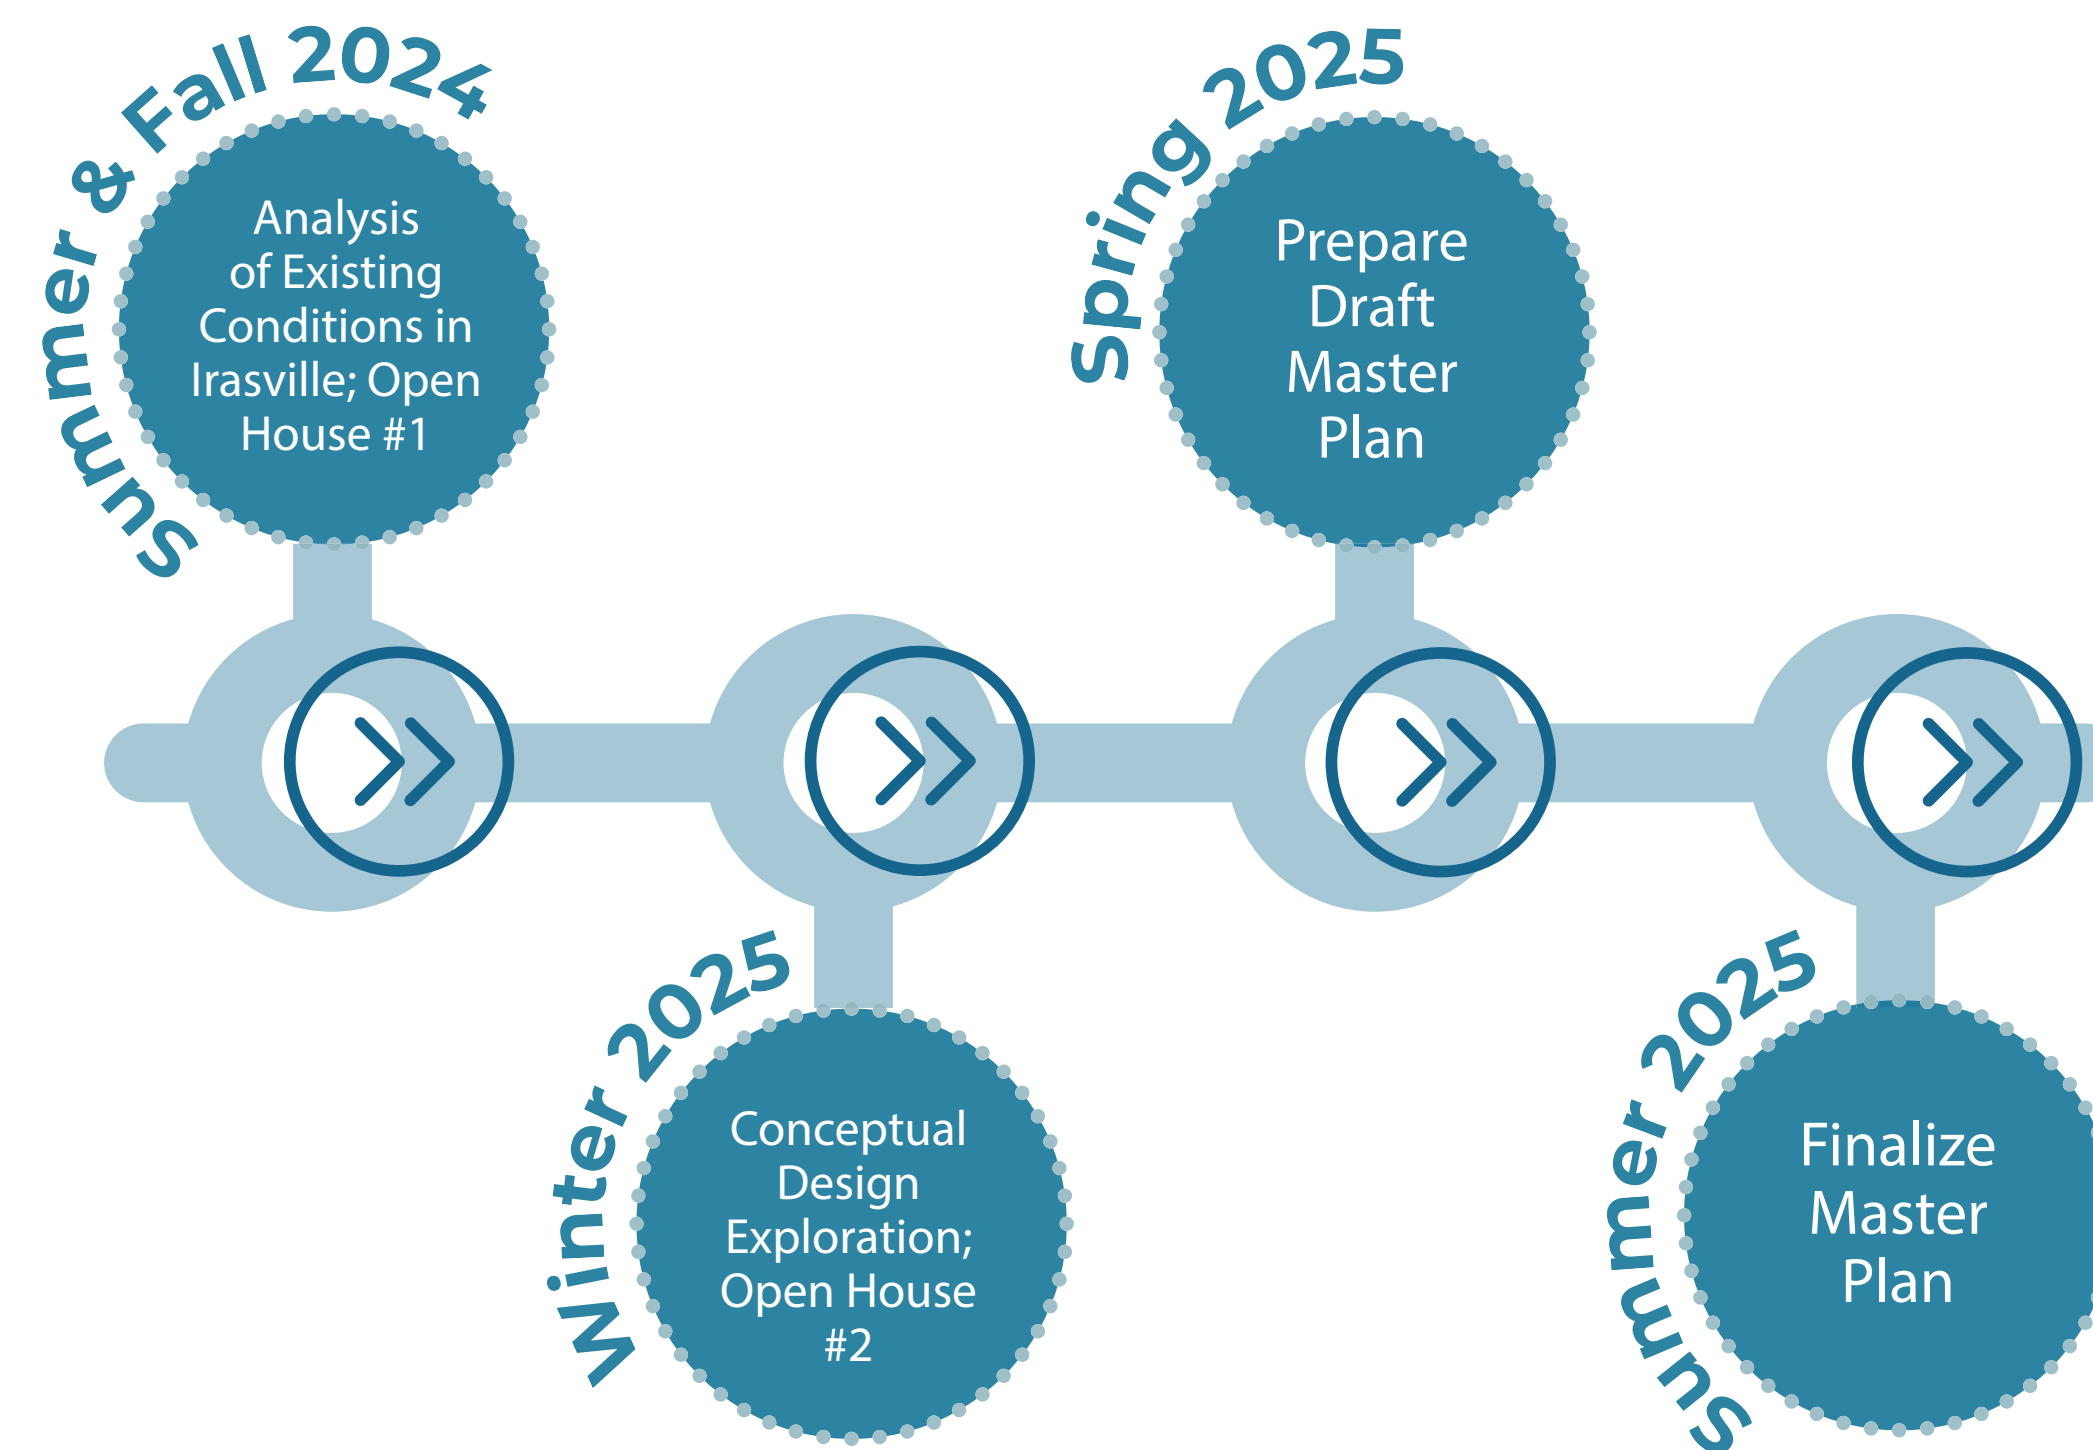 Summer & Fall 2024
Analysis
of Existing
Conditions in
Irasville; Open
House #1
Winter 2025
Conceptual
Design
Exploration;
Open House
#2
Spring 2025
Prepare
Draft
Master
Plan
Summer 2025
Finalize
Master
Plan